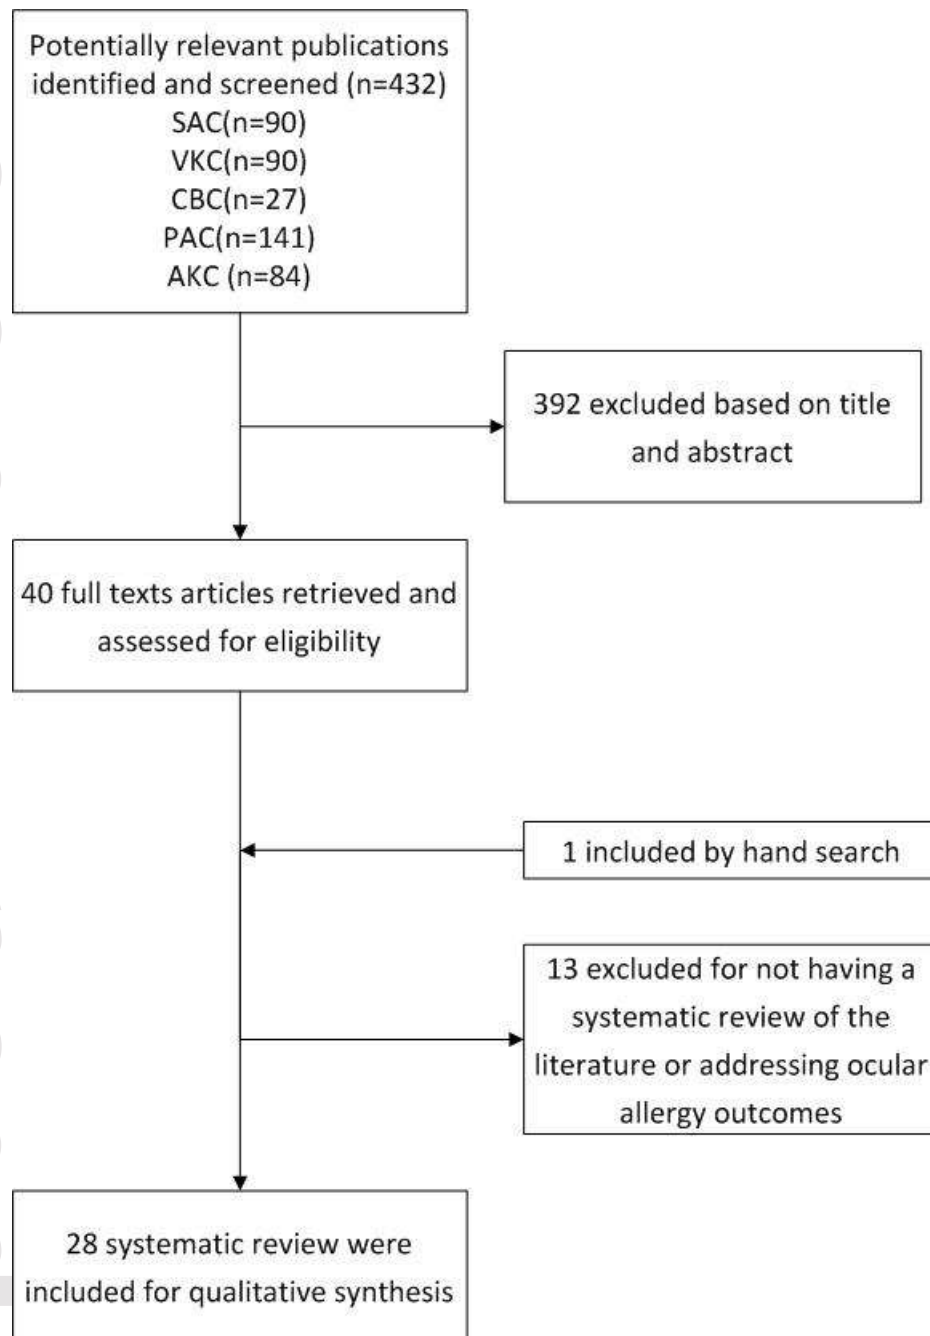 Potentially relevant publications
identified and screened (n=432)
SAC(n=90)
VKC(n=90)
CBC(n=27)
PAC(n=141)
AKC (n=84)
392 excluded based on title
and abstract
40 full texts articles retrieved and
assessed for eligibility
1 included by hand search
13 excluded for not having a
systematic review of the
literature or addressing ocular
allergy outcomes
28 systematic review were
included for qualitative synthesis